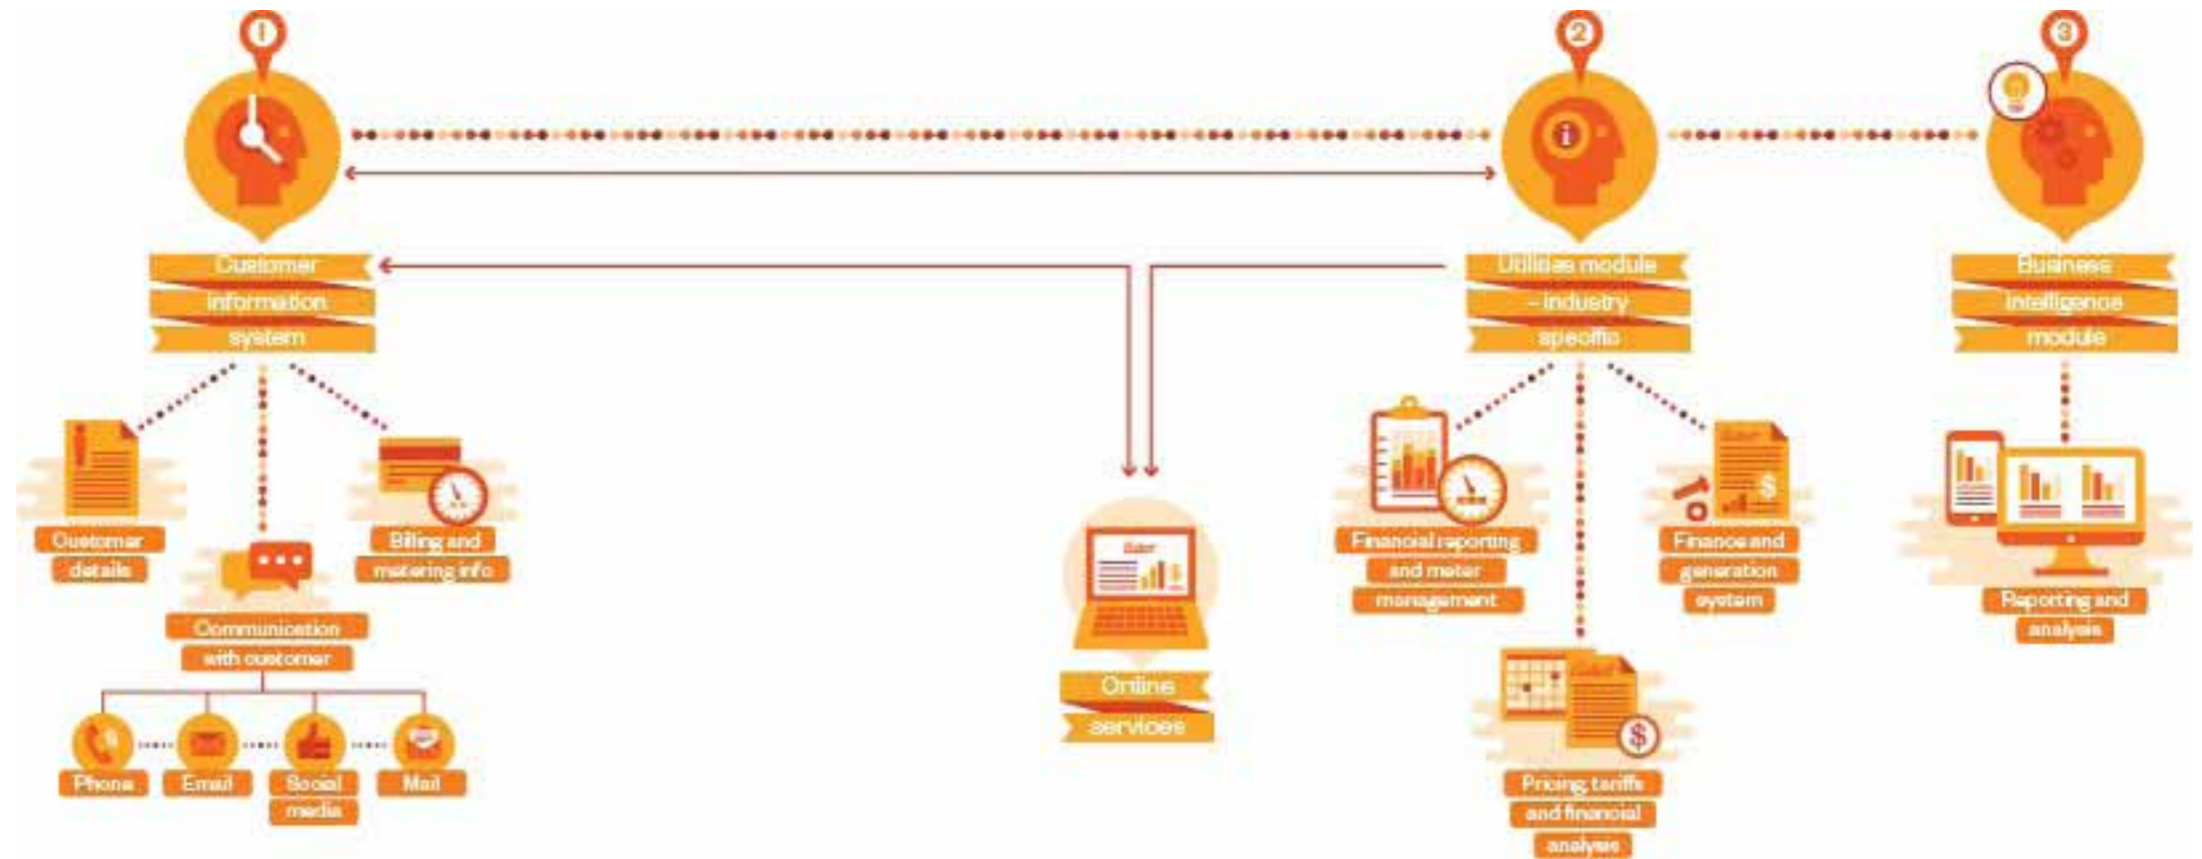 1
2
3
Customer
information
system
Utilities module
- industry
specific
Business
intelligence
module
Customer
details
Billing and
metering info
Communication
with customer
Phone
Email
Social
media
Mail
Online
services
Financial reporting
and meter
management
Finance and
generation
system
Pricing, tariffs
and financial
analysis
Reporting and
analysis
i
$
$